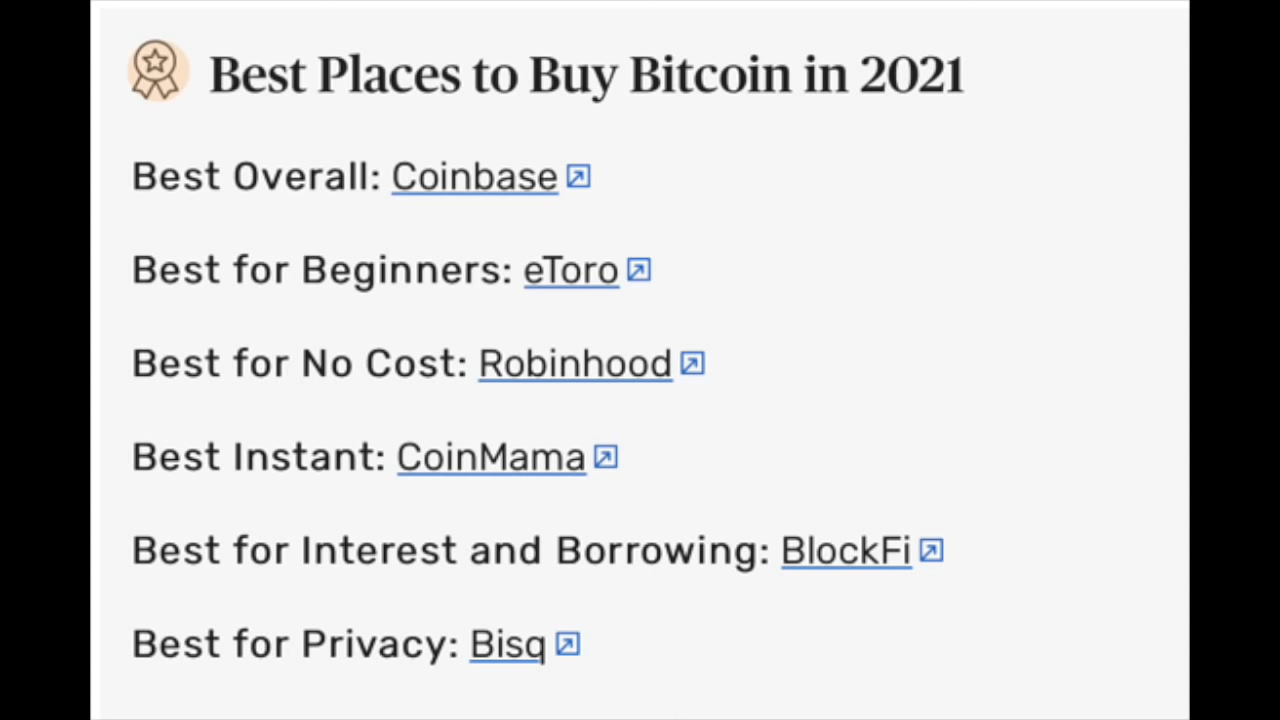 Best Places to Buy Bitcoin in 2021
Best Overall: Coinbase
Best for Beginners: eToro
Best for No Cost: Robinhood
Best Instant: CoinMama
Best for Interest and Borrowing: BlockFi
Best for Privacy: Bisq